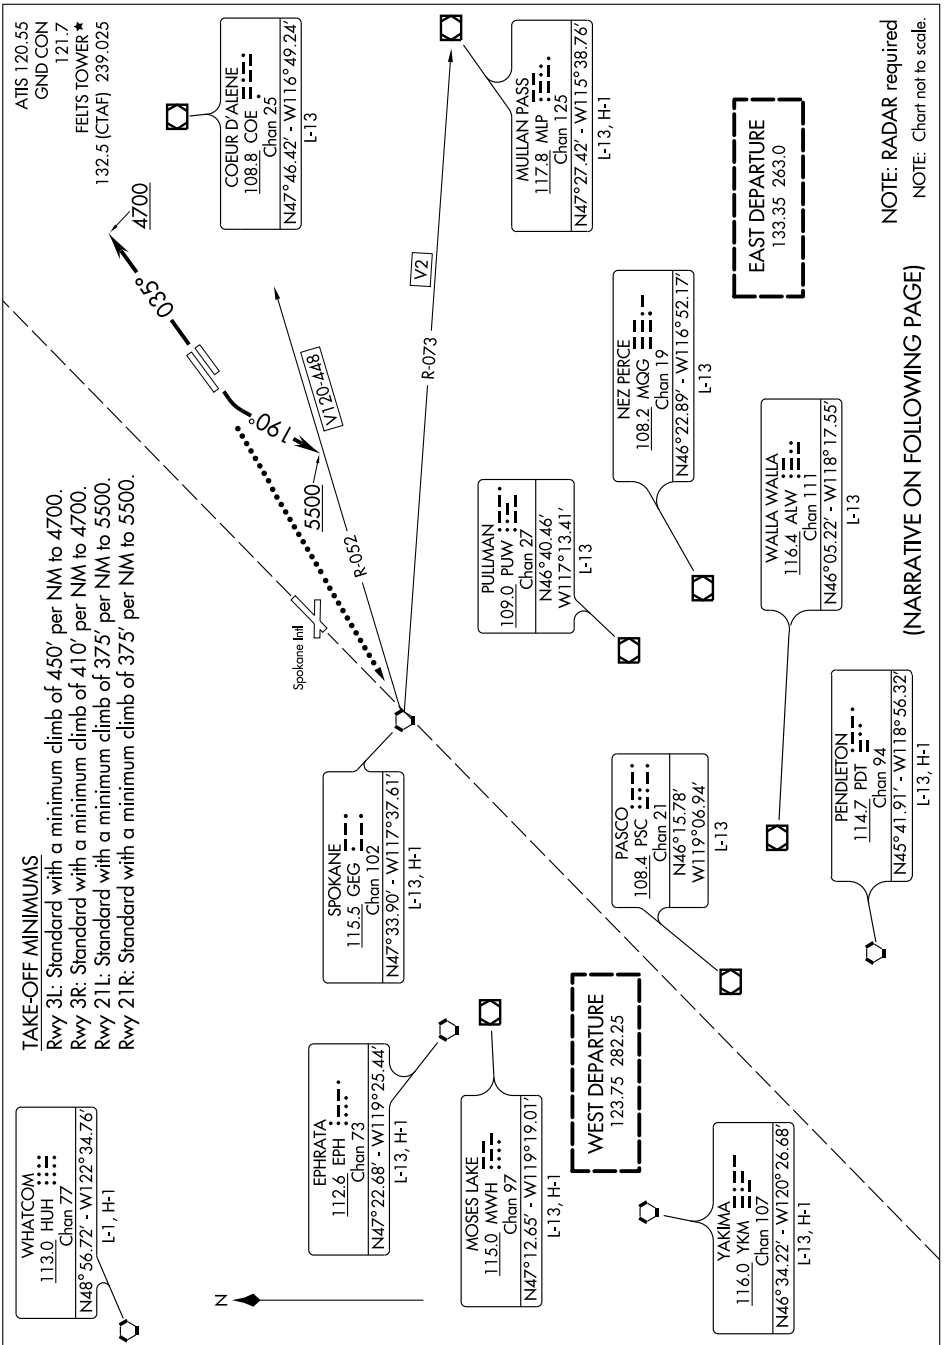 ATIS 120.55
GND CON
121.7
FELTS TOWER ★
132.5 (CTAF) 239.025
TAKE-OFF MINIMUMS
Rwy 3L: Standard with a minimum climb of 450' per NM to 4700.
Rwy 3R: Standard with a minimum climb of 410' per NM to 4700.
Rwy 21L: Standard with a minimum climb of 375' per NM to 5500.
Rwy 21R: Standard with a minimum climb of 375' per NM to 5500.
WHATCOM
113.0 HUH
Chan 77
N48°56.72' - W122°34.76'
L-1, H-1
COEUR D'ALENE
108.8 COE
Chan 25
N47°46.42' - W116°49.24'
L-13
4700
035°
190°
5500
V120-448
R-052
Spokane Intl
SPOKANE
115.5 GEG
Chan 102
N47°33.90' - W117°37.61'
L-13, H-1
EPHRATA
112.6 EPH
Chan 73
N47°22.68' - W119°25.44'
L-13, H-1
N
R-073
V2
MULLAN PASS
117.8 MLP
Chan 125
N47°27.42' - W115°38.76'
L-13, H-1
MOSES LAKE
115.0 MWH
Chan 97
N47°12.65' - W119°19.01'
L-13, H-1
PULLMAN
109.0 PUW
Chan 27
N46°40.46'
W117°13.41'
L-13
WEST DEPARTURE
123.75 282.25
NEZ PERCE
108.2 MQG
Chan 19
N46°22.89' - W116°52.17'
L-13
PASCO
108.4 PSC
Chan 21
N46°15.78'
W119°06.94'
L-13
YAKIMA
116.0 YKM
Chan 107
N46°34.22' - W120°26.68'
L-13, H-1
EAST DEPARTURE
133.35 263.0
WALLA WALLA
116.4 ALW
Chan 111
N46°05.22' - W118°17.55'
L-13
PENDLETON
114.7 PDT
Chan 94
N45°41.91' - W118°56.32'
L-13, H-1
NOTE: RADAR required
NOTE: Chart not to scale.
(NARRATIVE ON FOLLOWING PAGE)